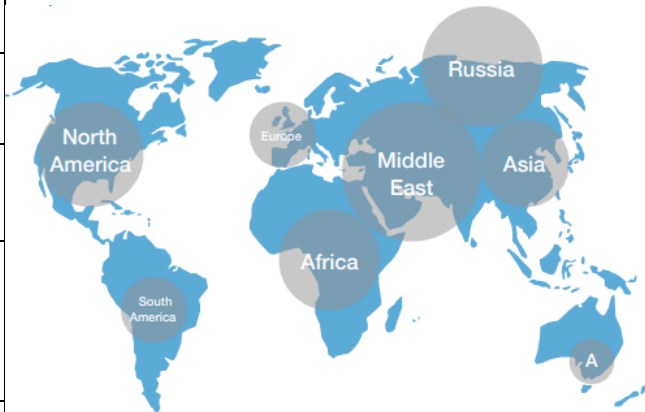 Russia
North
America
Europe
Middle
East
Asia
Africa
South
America
A